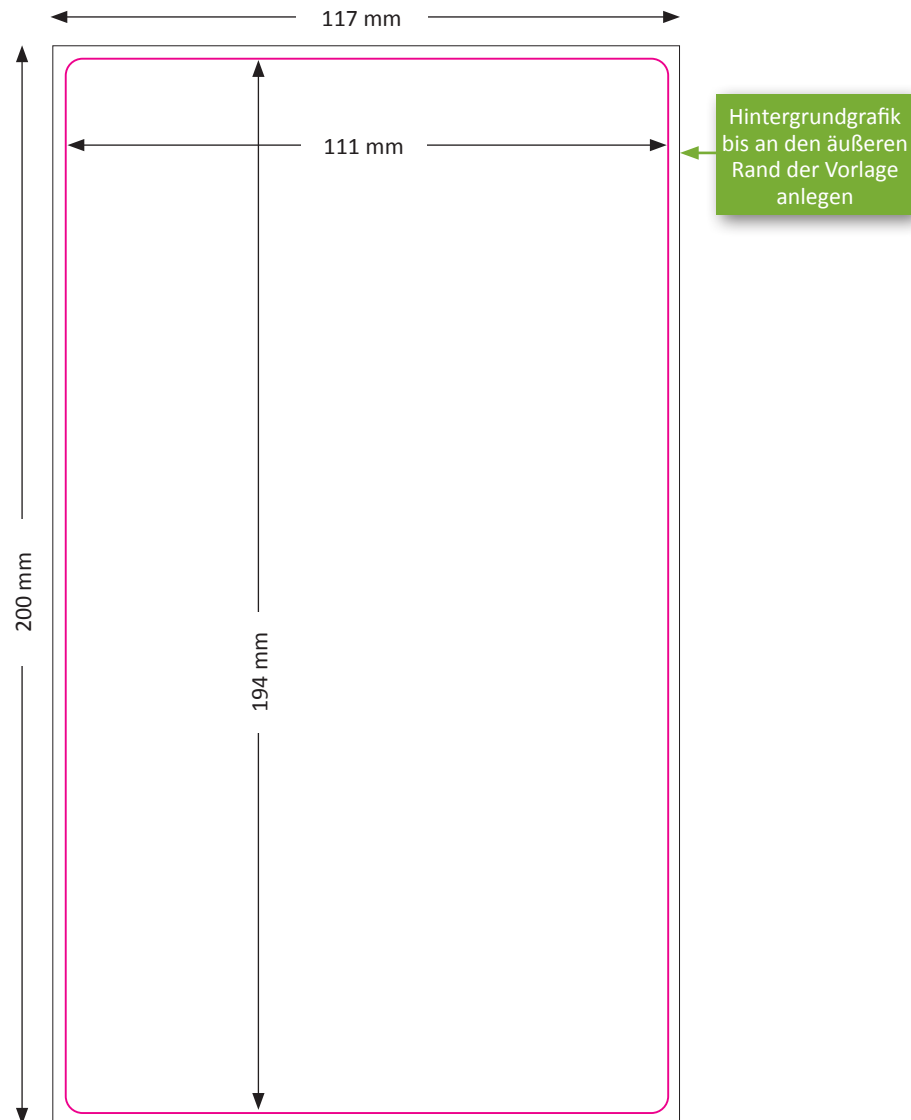 117 mm
Hintergrundgrafik
bis an den äußeren
Rand der Vorlage
anlegen
111 mm
200 mm
194 mm